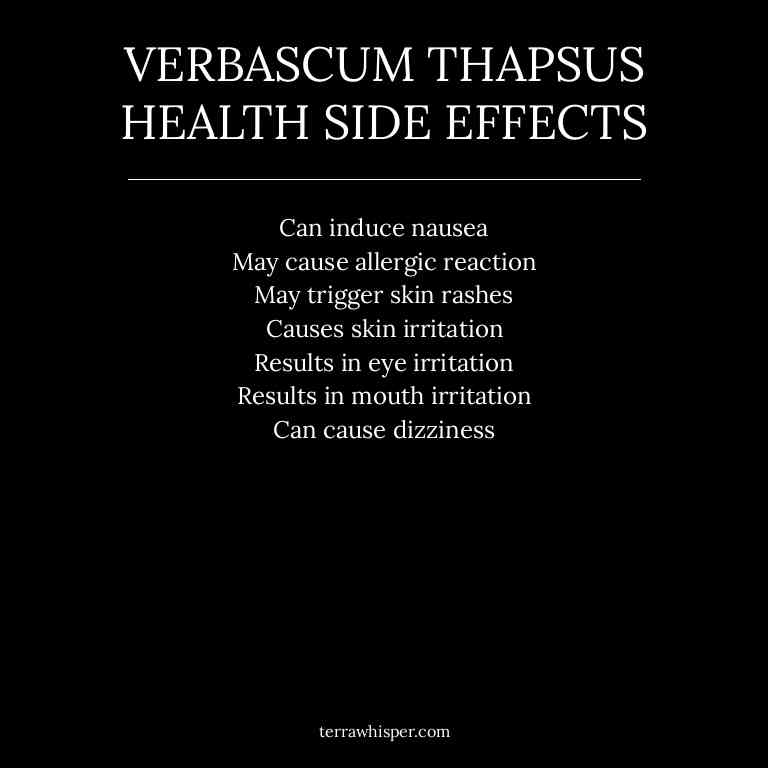 VERBASCUM THAPSUS
HEALTH SIDE EFFECTS
Can induce nausea
May cause allergic reaction
May trigger skin rashes
Causes skin irritation
Results in eye irritation
Results in mouth irritation
Can cause dizziness
terrawhisper.com